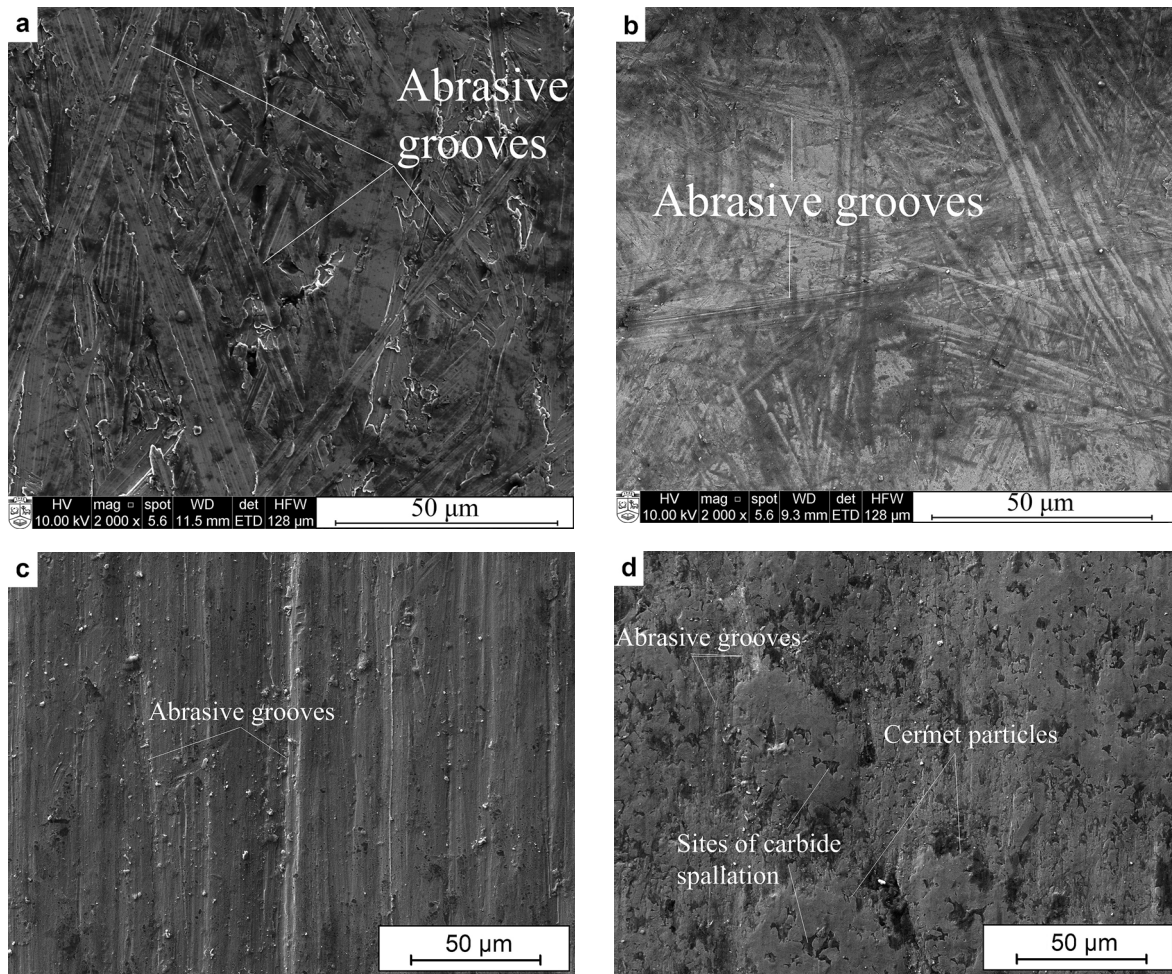 a
Abrasive
grooves
HV mag □ spot WD det HFW
10.00 kV 2 000 x 5.6 11.5 mm ETD 128 µm
50 µm
b
Abrasive grooves
HV mag □ spot WD det HFW
10.00 kV 2 000 x 5.6 9.3 mm ETD 128 µm
50 µm
c
Abrasive grooves
50 µm
d
Abrasive grooves
Cermet particles
Sites of carbide
spallation
50 µm